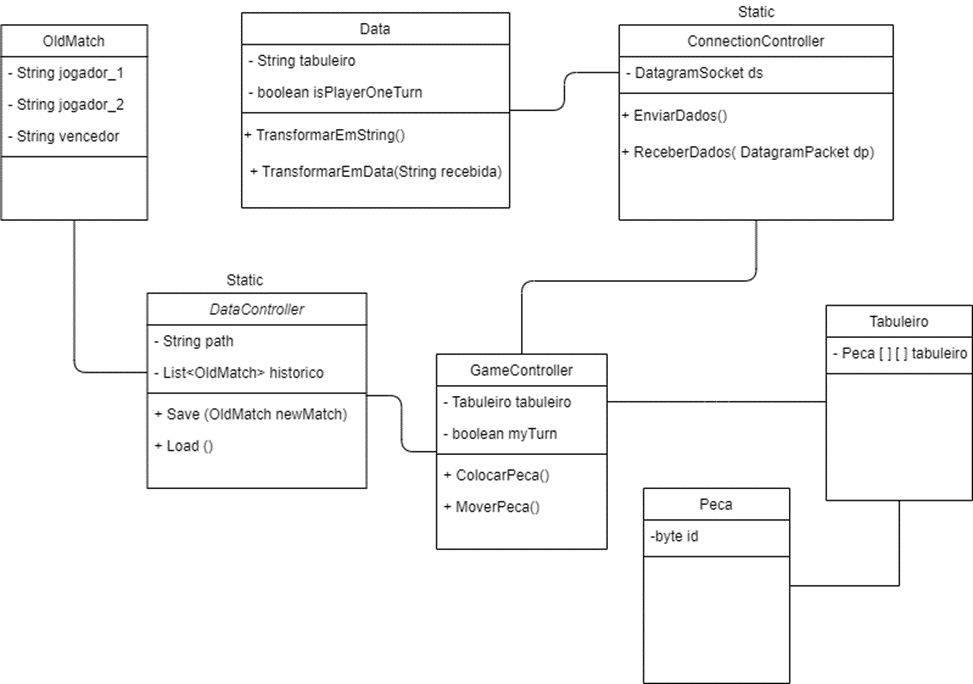 OldMatch
- String jogador_1
- String jogador_2
- String vencedor
Data
- String tabuleiro
- boolean isPlayerOneTurn
+ TransformarEmString()
+ TransformarEmData(String recebida)
Static
ConnectionController
- DatagramSocket ds
+ EnviarDados()
+ ReceberDados( DatagramPacket dp)
Static
DataController
- String path
- List<OldMatch> historico
+ Save (OldMatch newMatch)
+ Load ()
GameController
- Tabuleiro tabuleiro
- boolean myTurn
+ ColocarPeca()
+ MoverPeca()
Tabuleiro
- Peca [ ] [ ] tabuleiro
Peca
-byte id